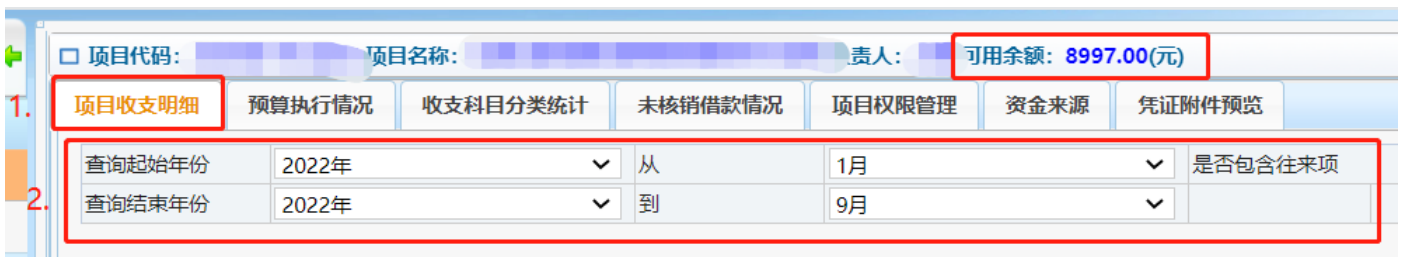 项目代码： 项目名称： 责人： 可用余额：8997.00(元)
1. 项目收支明细 预算执行情况 收支科目分类统计 未核销借款情况 项目权限管理 资金来源 凭证附件预览
查询起始年份 2022年 从 1月 是否包含往来项
2. 查询结束年份 2022年 到 9月